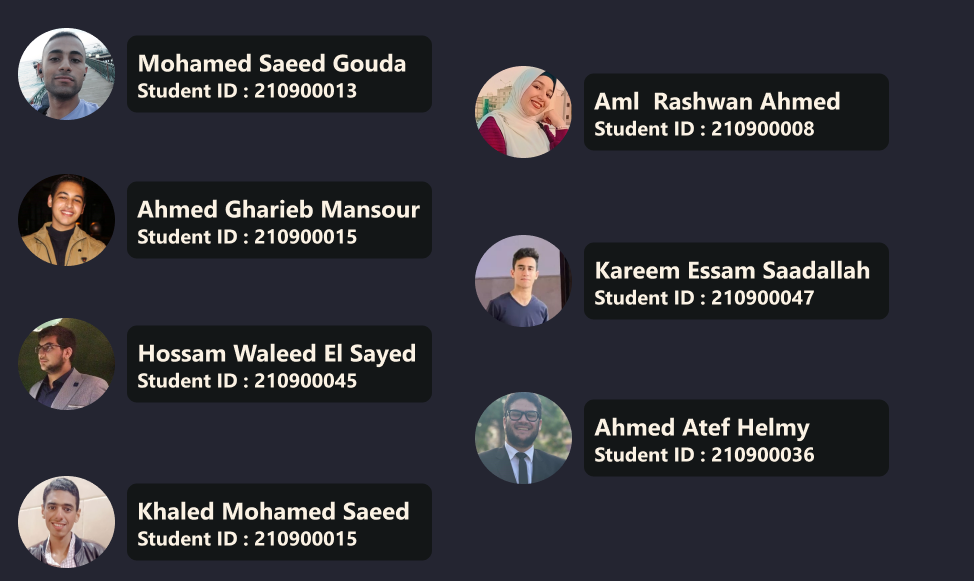 Mohamed Saeed Gouda
Student ID : 210900013
Ahmed Gharieb Mansour
Student ID : 210900015
Hossam Waleed El Sayed
Student ID : 210900045
Khaled Mohamed Saeed
Student ID : 210900015
Aml  Rashwan Ahmed
Student ID : 210900008
Kareem Essam Saadallah
Student ID : 210900047
Ahmed Atef Helmy
Student ID : 210900036